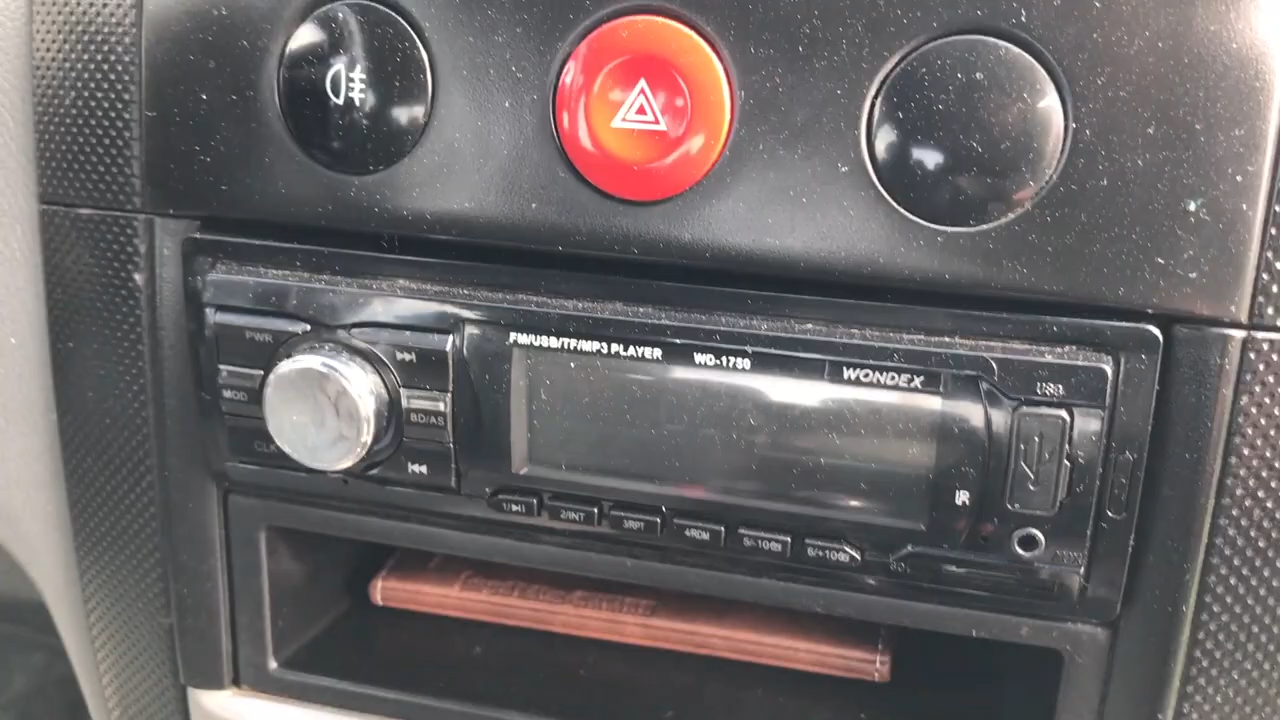 FM/USB/TF/MP3 PLAYER WD-1750 WONDEX
USB
PWR
MOD
BD/AS
CLK
1/
2/INT
3/RPT
4/RDM
5/-10
6/+10
IR
AUX